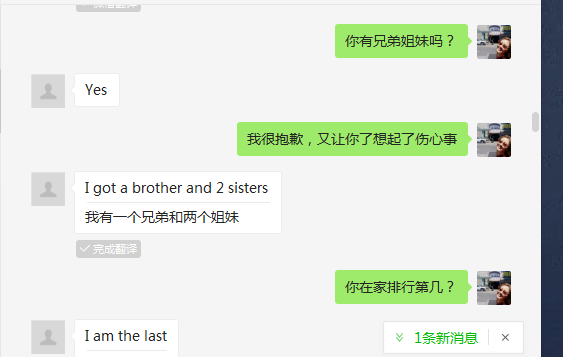 你有兄弟姐妹吗？
Yes
我很抱歉，又让你了想起了伤心事
I got a brother and 2 sisters
我有一个兄弟和两个姐妹
完成翻译
你在家排行第几？
I am the last
1条新消息